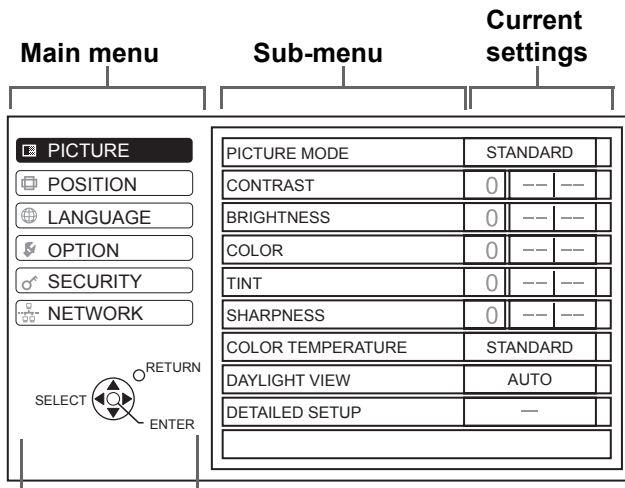 Main menu
Sub-menu
Current
settings
PICTURE
POSITION
LANGUAGE
OPTION
SECURITY
NETWORK
RETURN
SELECT
ENTER
PICTURE MODE STANDARD
CONTRAST 0
BRIGHTNESS 0
COLOR 0
TINT 0
SHARPNESS 0
COLOR TEMPERATURE STANDARD
DAYLIGHT VIEW AUTO
DETAILED SETUP